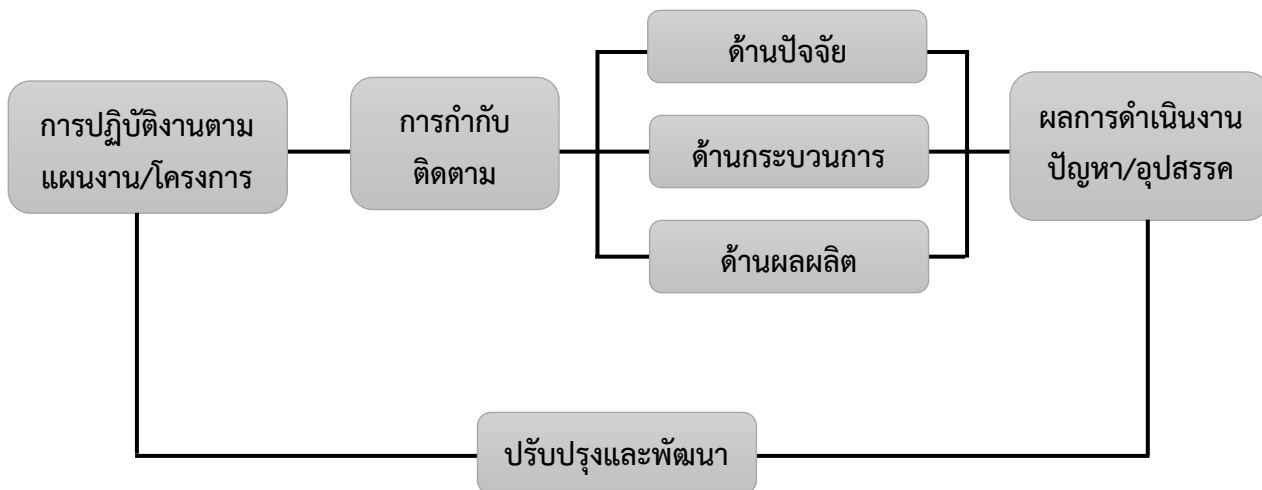 การปฏิบัติงานตาม
แผนงาน/โครงการ
การกำกับ
ติดตาม
ด้านปัจจัย
ด้านกระบวนการ
ด้านผลผลิต
ผลการดำเนินงาน
ปัญหา/อุปสรรค
ปรับปรุงและพัฒนา